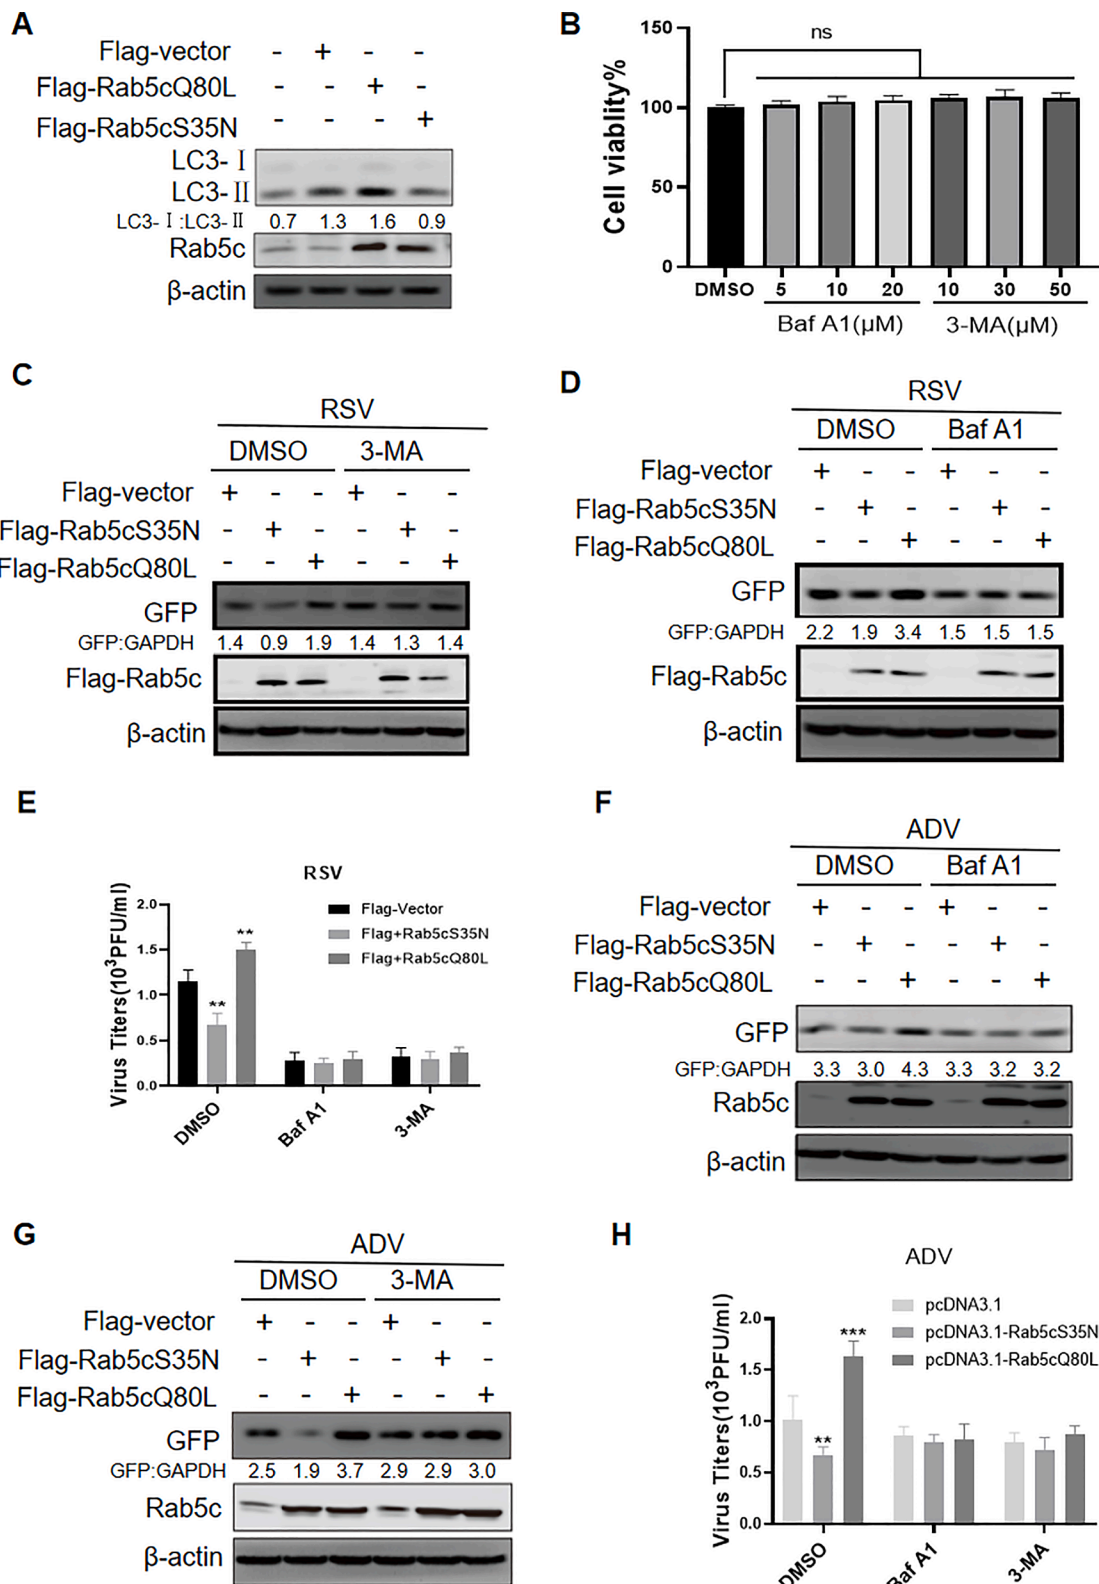 A
Flag-vector - + - -
Flag-Rab5cQ80L - - + -
Flag-Rab5cS35N - - - +
LC3-Ⅰ
LC3-Ⅱ
LC3-Ⅰ:LC3-Ⅱ 0.7 1.3 1.6 0.9
Rab5c
β-actin
B
ns
Cell viablity%
150
100
50
0
DMSO 5 10 20 10 30 50
Baf A1(μM) 3-MA(μM)
C
RSV
DMSO 3-MA
Flag-vector + - - + - -
Flag-Rab5cS35N - + - - + -
Flag-Rab5cQ80L - - + - - +
GFP
GFP:GAPDH 1.4 0.9 1.9 1.4 1.3 1.4
Flag-Rab5c
β-actin
D
RSV
DMSO Baf A1
Flag-vector + - - + - -
Flag-Rab5cS35N - + - - + -
Flag-Rab5cQ80L - - + - - +
GFP
GFP:GAPDH 2.2 1.9 3.4 1.5 1.5 1.5
Flag-Rab5c
β-actin
E
RSV
Virus Titers(10³PFU/ml)
2.0
1.5
1.0
0.5
0.0
Flag-Vector
Flag+Rab5cS35N
Flag+Rab5cQ80L
**
**
DMSO Baf A1 3-MA
F
ADV
DMSO Baf A1
Flag-vector + - - + - -
Flag-Rab5cS35N - + - - + -
Flag-Rab5cQ80L - - + - - +
GFP
GFP:GAPDH 3.3 3.0 4.3 3.3 3.2 3.2
Rab5c
β-actin
G
ADV
DMSO 3-MA
Flag-vector + - - + - -
Flag-Rab5cS35N - + - - + -
Flag-Rab5cQ80L - - + - - +
GFP
GFP:GAPDH 2.5 1.9 3.7 2.9 2.9 3.0
Rab5c
β-actin
H
ADV
Virus Titers(10³PFU/ml)
2.0
1.5
1.0
0.5
0.0
pcDNA3.1
pcDNA3.1-Rab5cS35N
pcDNA3.1-Rab5cQ80L
***
**
DMSO Baf A1 3-MA